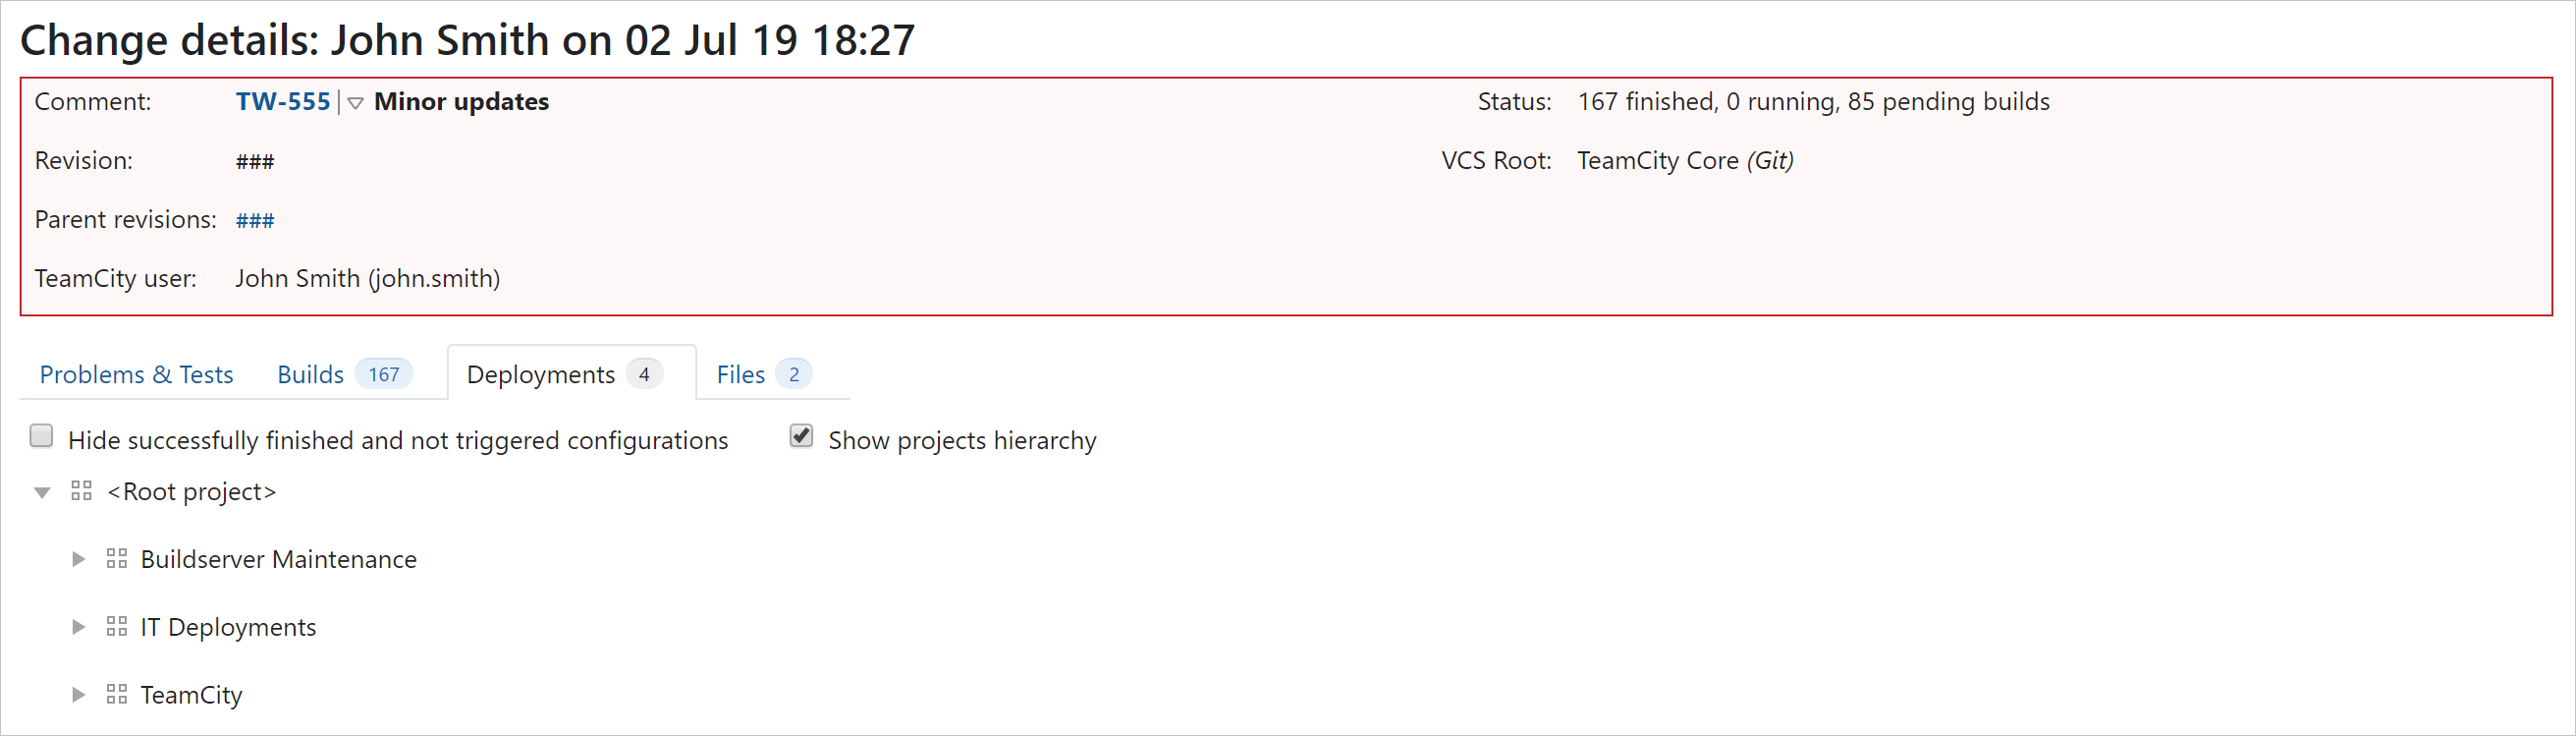 Change details: John Smith on 02 Jul 19 18:27
Comment: TW-555 Minor updates Status: 167 finished, 0 running, 85 pending builds
Revision: ### VCS Root: TeamCity Core (Git)
Parent revisions: ###
TeamCity user: John Smith (john.smith)
Problems & Tests Builds 167 Deployments 4 Files 2
Hide successfully finished and not triggered configurations Show projects hierarchy
<Root project>
Buildserver Maintenance
IT Deployments
TeamCity